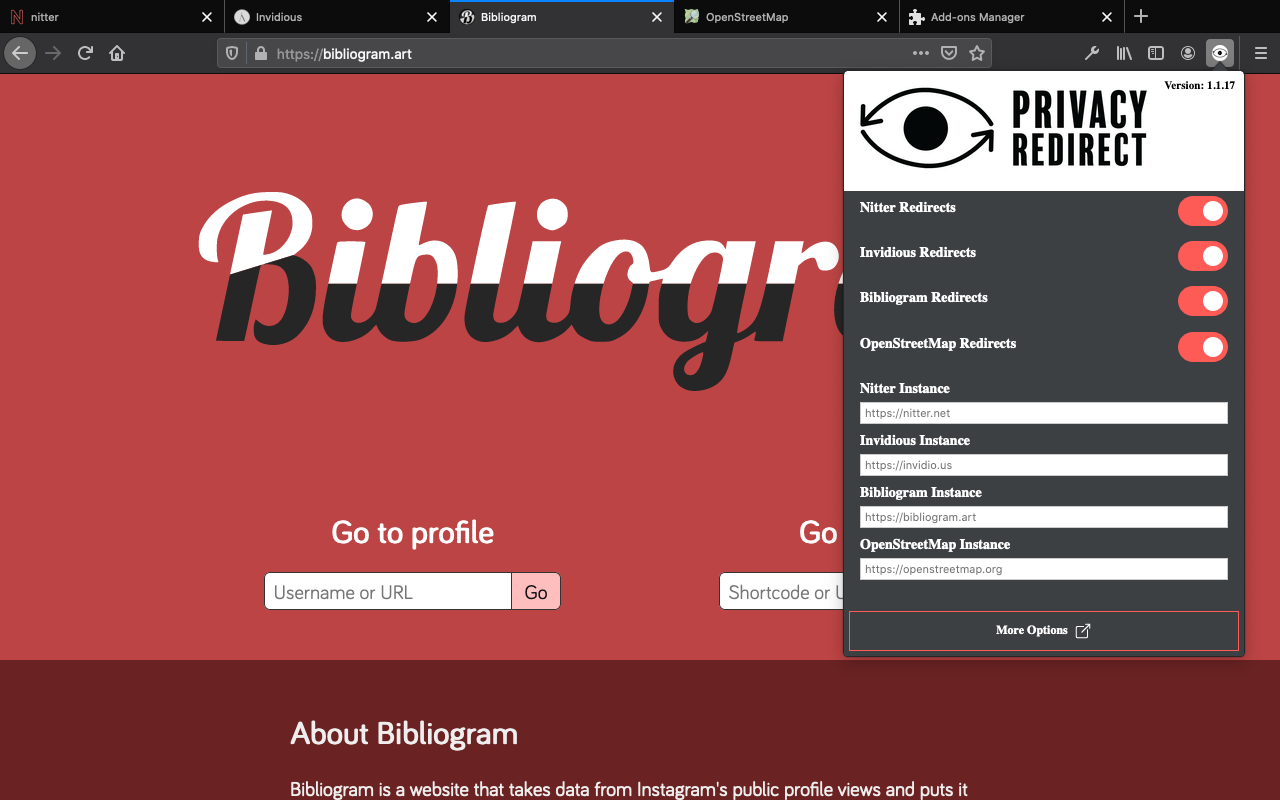 nitter
Invidious
Bibliogram
OpenStreetMap
Add-ons Manager
https://bibliogram.art
Version: 1.1.17
PRIVACY
REDIRECT
Nitter Redirects
Invidious Redirects
Bibliogram Redirects
OpenStreetMap Redirects
Nitter Instance
https://nitter.net
Invidious Instance
https://invidio.us
Bibliogram Instance
https://bibliogram.art
OpenStreetMap Instance
https://openstreetmap.org
More Options
Bibliogr
Go to profile
Username or URL
Go
Go
Shortcode or U
About Bibliogram
Bibliogram is a website that takes data from Instagram's public profile views and puts it